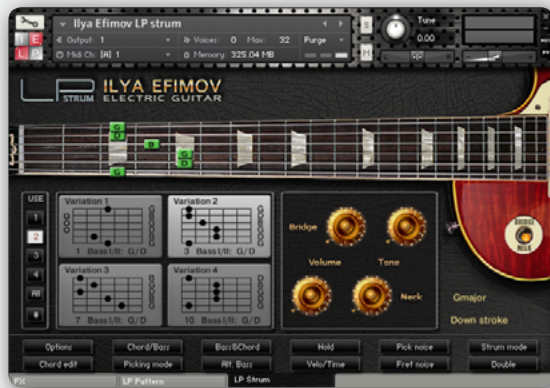 Ilya Efimov LP strum
Output: 1
Voices: 0 Max: 32 Purge
Midi Ch: [A] 1
Memory: 325.04 MB
S
M
Tune
0.00
LP STRUM
ILYA EFIMOV
ELECTRIC GUITAR
G
D
B
G
D
G
USE
1
2
3
4
All
Variation 1
1 Bass I/II: G/D
Variation 2
3 Bass I/II: G/D
Variation 3
7 Bass I/II: G/D
Variation 4
10 Bass I/II: G/D
Bridge
Volume
Tone
Neck
BRIDGE
NECK
Gmajor
Down stroke
Options
Chord/Bass
Bass&Chord
Hold
Pick noise
Strum mode
Chord edit
Picking mode
Alt. Bass
Velo/Time
Fret noise
Double
FX
LP Pattern
LP Strum